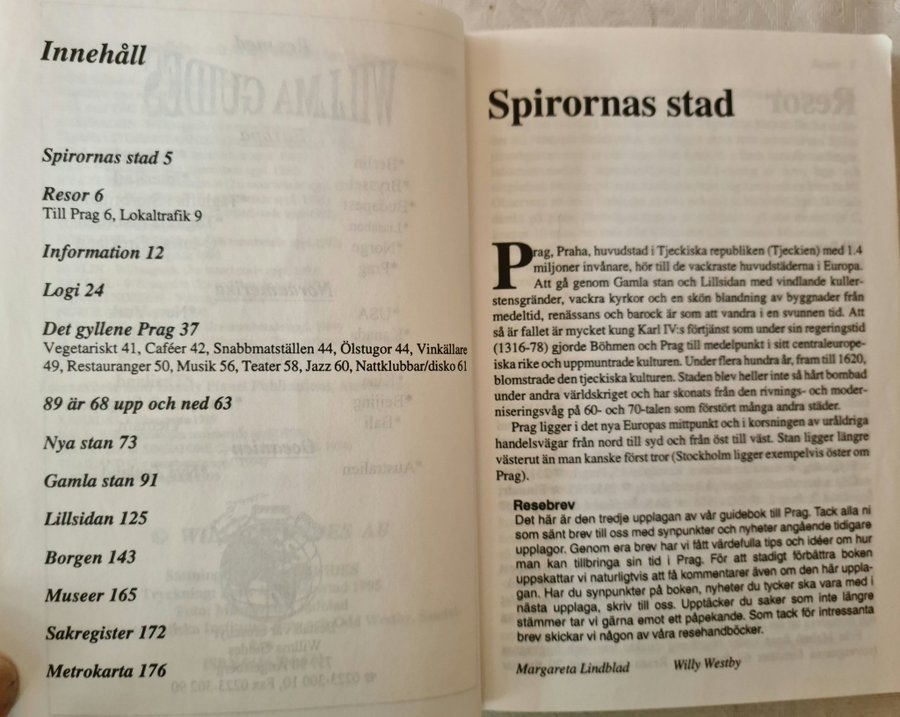 Innehåll
Spirornas stad 5
Resor 6
Till Prag 6, Lokaltrafik 9
Information 12
Logi 24
Det gyllene Prag 37
Vegetariskt 41, Caféer 42, Snabbmatställen 44, Ölstugor 44, Vinkällare
49, Restauranger 50, Musik 56, Teater 58, Jazz 60, Nattklubbar/disko 61
89 är 68 upp och ned 63
Nya stan 73
Gamla stan 91
Lillsidan 125
Borgen 143
Museer 165
Sakregister 172
Metrokarta 176
Spirornas stad
Prag, Praha, huvudstad i Tjeckiska republiken (Tjeckien) med 1.4
miljoner invånare, hör till de vackraste huvudstäderna i Europa.
Att gå genom Gamla stan och Lillsidan med vindlande kuller-
stensgränder, vackra kyrkor och en skön blandning av byggnader från
medeltid, renässans och barock är som att vandra i en svunnen tid. Att
så är fallet är mycket kung Karl IV:s förtjänst som under sin regeringstid
(1316-78) gjorde Böhmen och Prag till medelpunkt i sitt centraleurope-
iska rike och uppmuntrade kulturen. Under flera hundra år, fram till 1620,
blomstrade den tjeckiska kulturen. Staden blev heller inte så hårt bombad
under andra världskriget och har skonats från den rivnings- och moder-
niseringsvåg på 60- och 70-talen som förstört många andra städer.
Prag ligger i det nya Europas mittpunkt och i korsningen av uråldriga
handelsvägar från nord till syd och från öst till väst. Stan ligger längre
västerut än man kanske först tror (Stockholm ligger exempelvis öster om
Prag).
Resebrev
Det här är den tredje upplagan av vår guidebok till Prag. Tack alla ni
som sänt brev till oss med synpunkter och nyheter angående tidigare
upplagor. Genom era brev har vi fått värdefulla tips och idéer om hur
man kan tillbringa sin tid i Prag. För att stadigt förbättra boken
uppskattar vi naturligtvis att få kommentarer även om den här uppla-
gan. Har du synpunkter på boken, nyheter du tycker ska vara med i
nästa upplaga, skriv till oss. Upptäcker du saker som inte längre
stämmer tar vi gärna emot ett påpekande. Som tack för intressanta
brev skickar vi någon av våra resehandböcker.
Margareta Lindblad Willy Westby